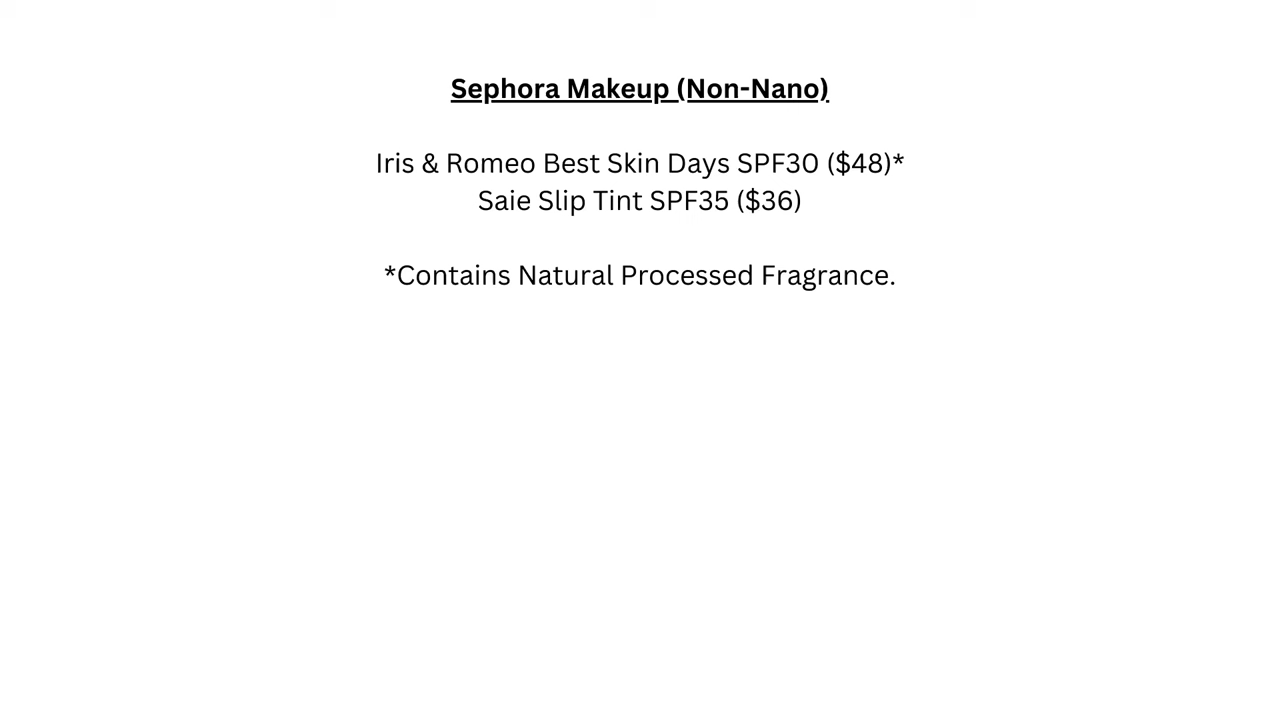 Sephora Makeup (Non-Nano)
Iris & Romeo Best Skin Days SPF30 ($48)*
Saie Slip Tint SPF35 ($36)
*Contains Natural Processed Fragrance.